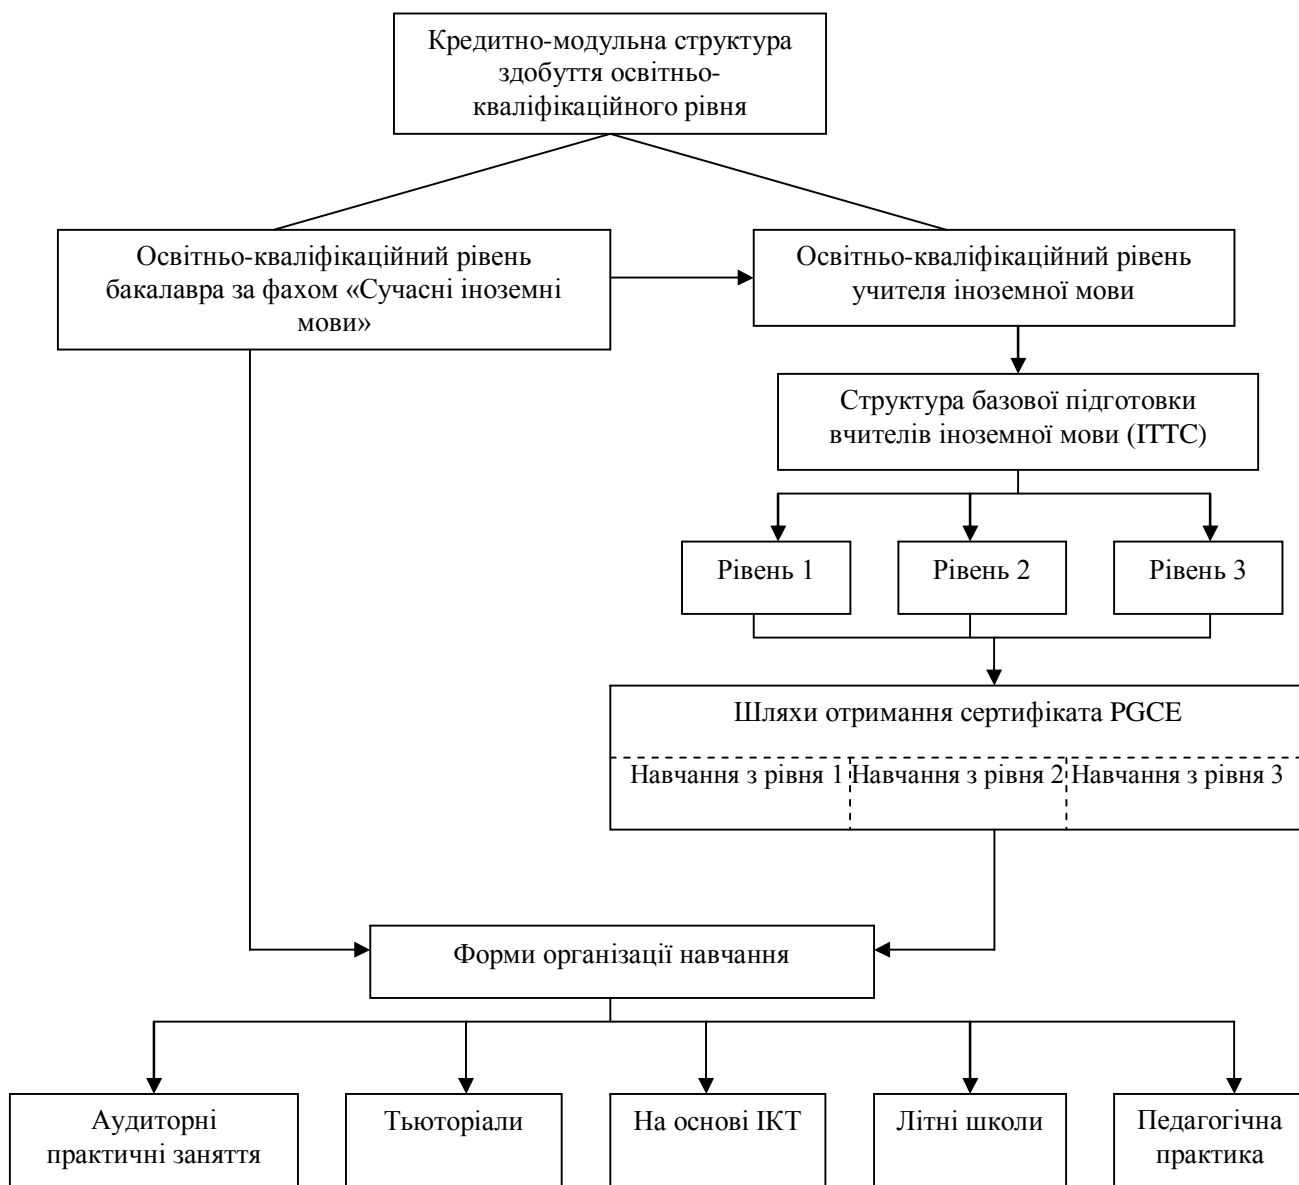 Кредитно-модульна структура
здобуття освітньо-
кваліфікаційного рівня
Освітньо-кваліфікаційний рівень
бакалавра за фахом «Сучасні іноземні
мови»
Освітньо-кваліфікаційний рівень
учителя іноземної мови
Структура базової підготовки
вчителів іноземної мови (ІТТС)
Рівень 1
Рівень 2
Рівень 3
Шляхи отримання сертифіката PGCE
Навчання з рівня 1
Навчання з рівня 2
Навчання з рівня 3
Форми організації навчання
Аудиторні
практичні заняття
Тьюторіали
На основі ІКТ
Літні школи
Педагогічна
практика